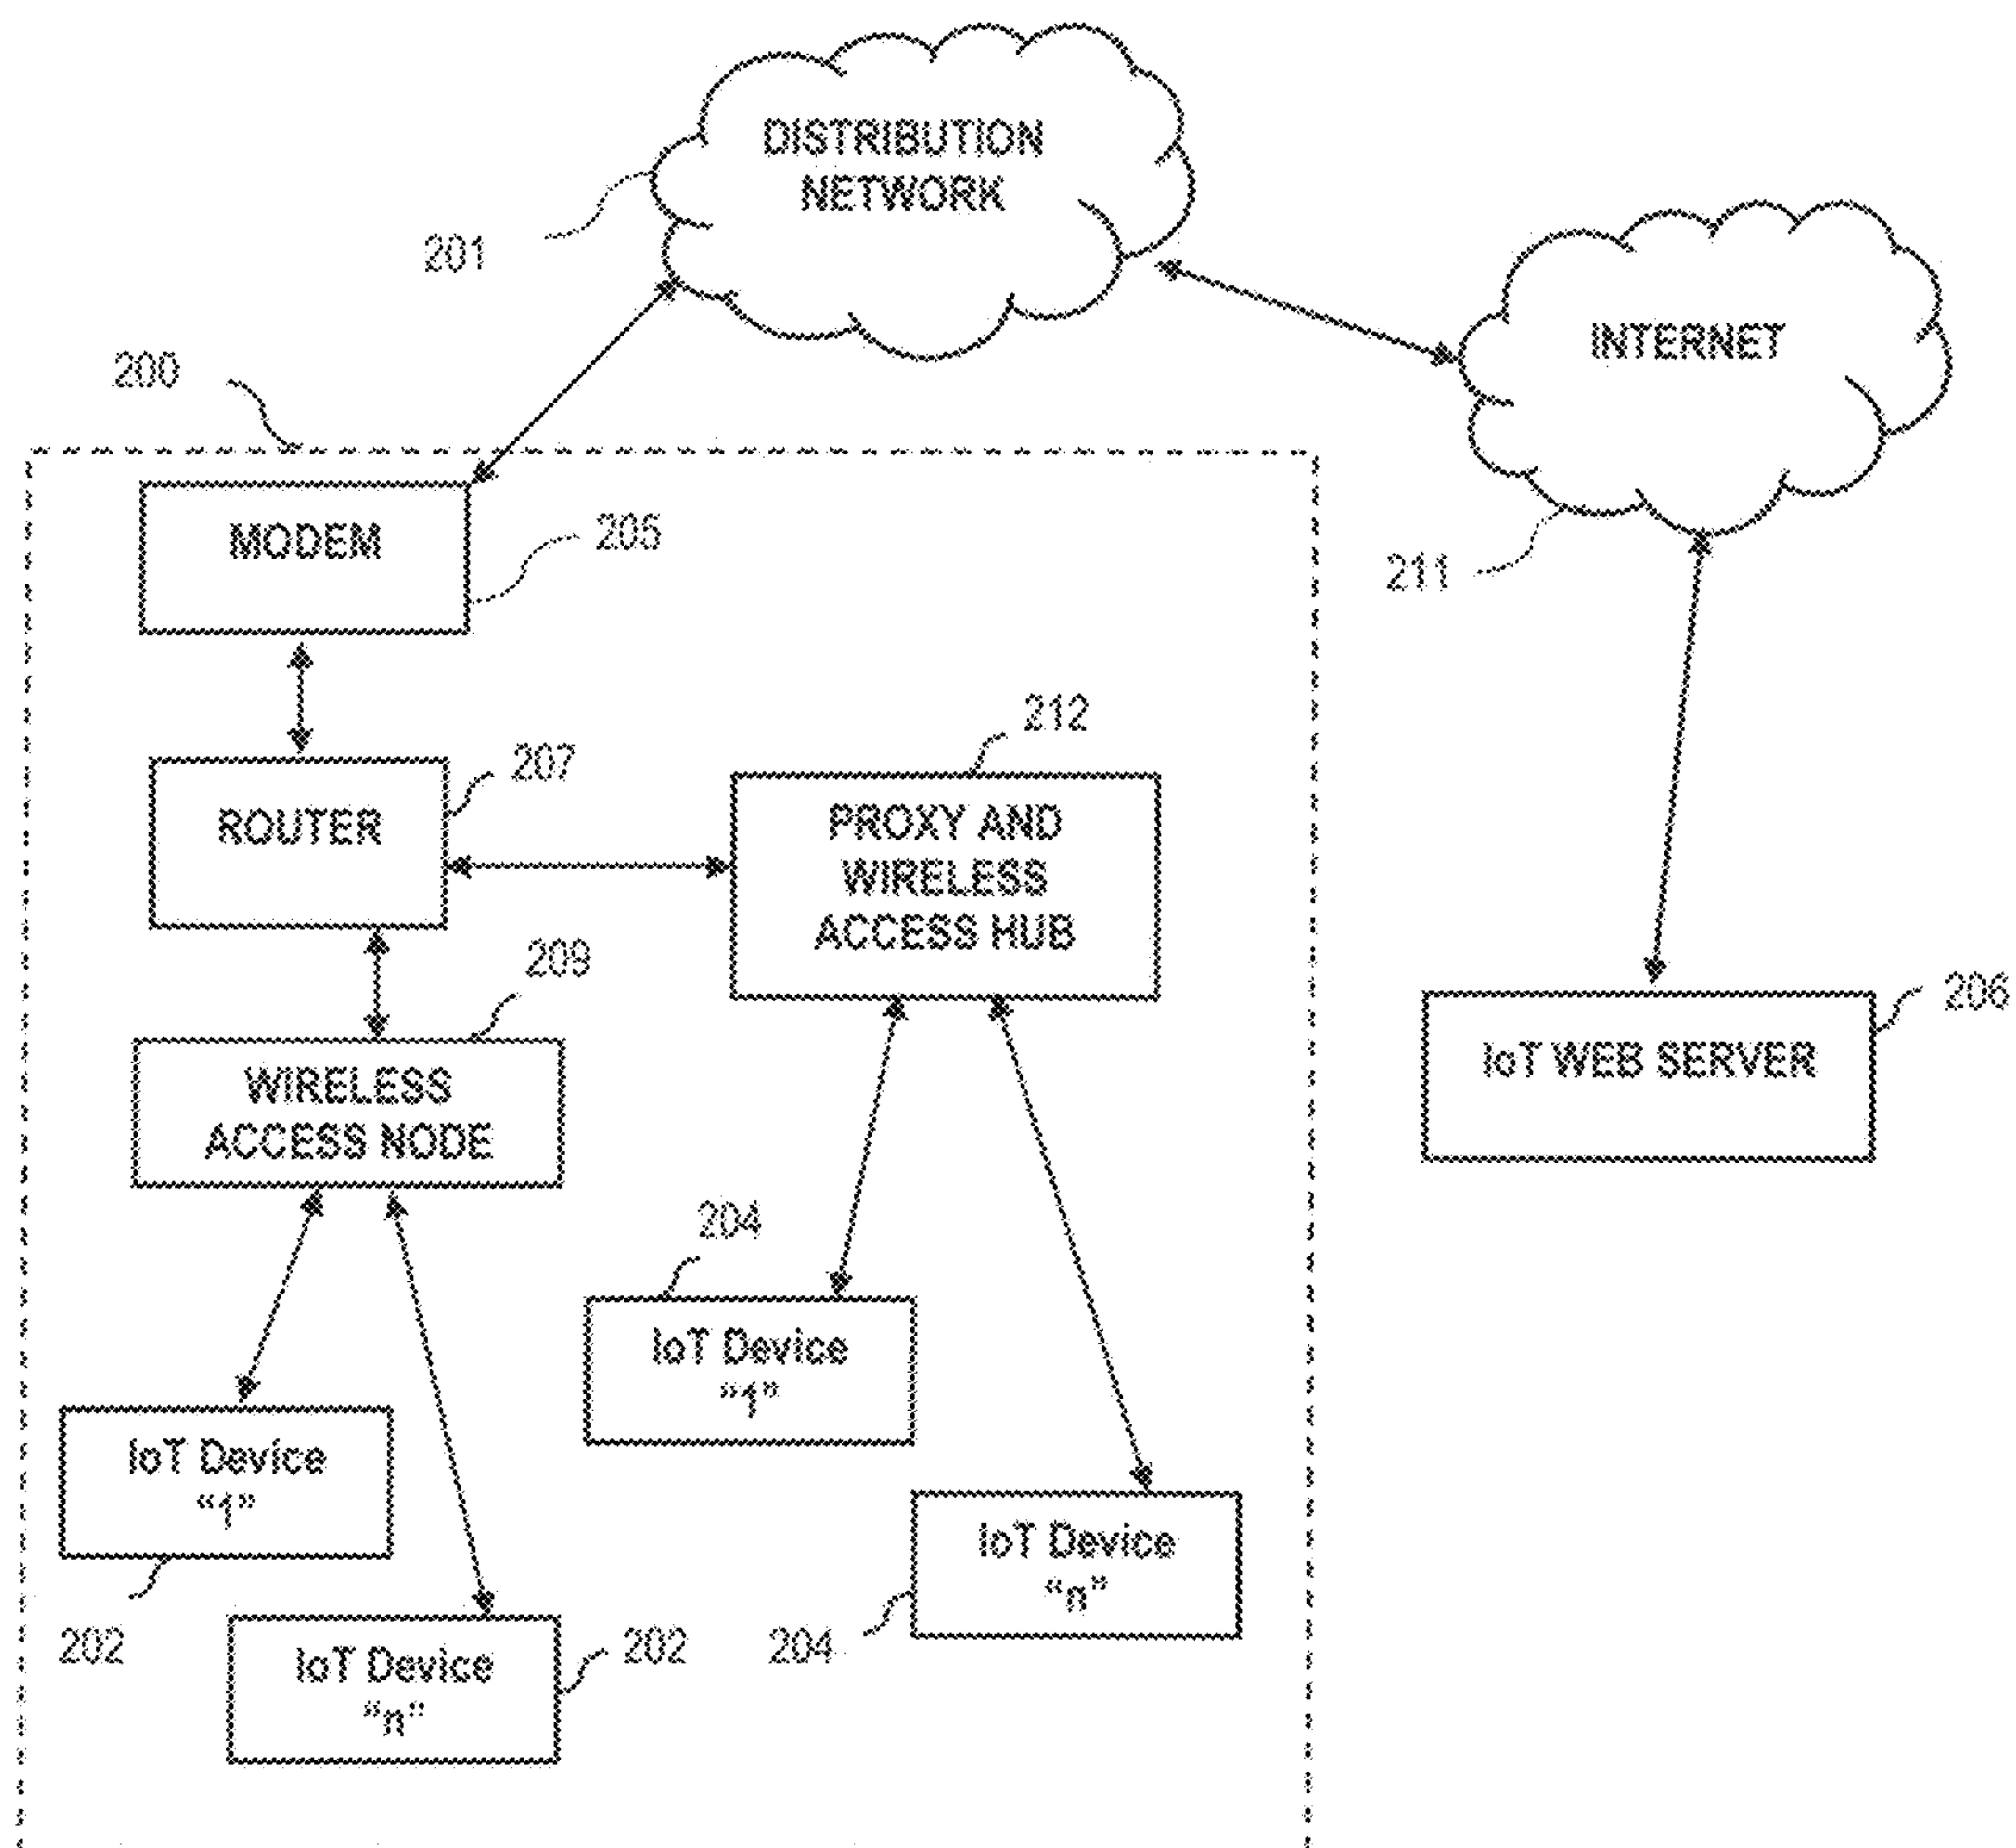 DISTRIBUTION
NETWORK
201
INTERNET
211
200
MODEM
205
ROUTER
207
212
PROXY AND
WIRELESS
ACCESS HUB
209
WIRELESS
ACCESS NODE
206
IoT WEB SERVER
204
IoT Device
“1”
IoT Device
“1”
202
IoT Device
“n”
204
IoT Device
“n”
202